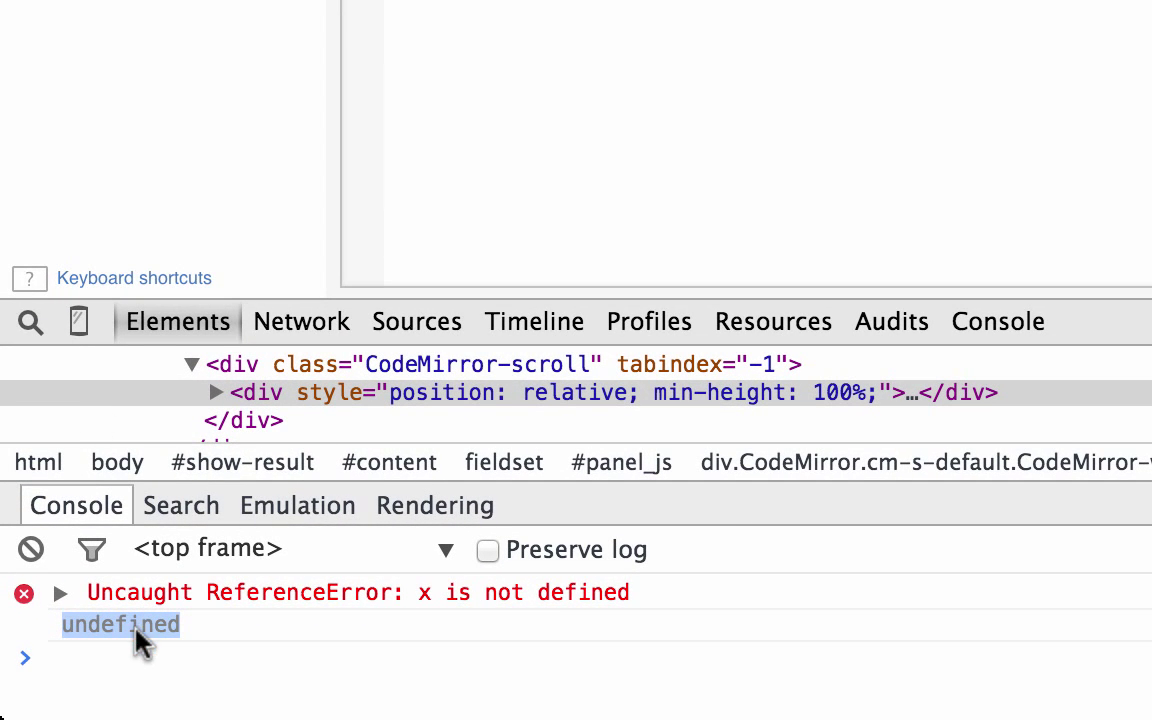 ? Keyboard shortcuts
Elements Network Sources Timeline Profiles Resources Audits Console
▼<div class="CodeMirror-scroll" tabindex="-1">
▶<div style="position: relative; min-height: 100%;">…</div>
</div>
html body #show-result #content fieldset #panel_js div.CodeMirror.cm-s-default.CodeMirror-
Console Search Emulation Rendering
<top frame> ▼ Preserve log
▶ Uncaught ReferenceError: x is not defined
undefined
>